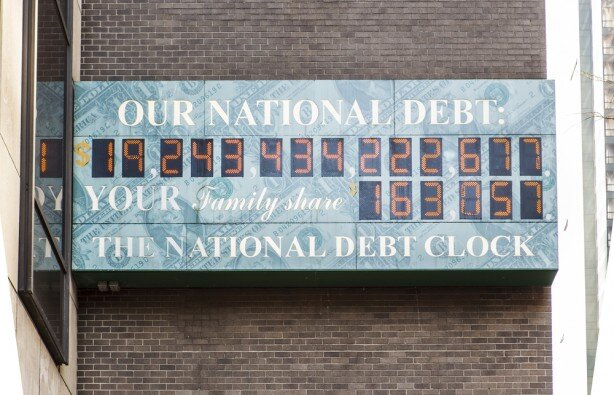 OUR NATIONAL DEBT:
$19,243,434,222,677.
YOUR Family share $163,057.
THE NATIONAL DEBT CLOCK